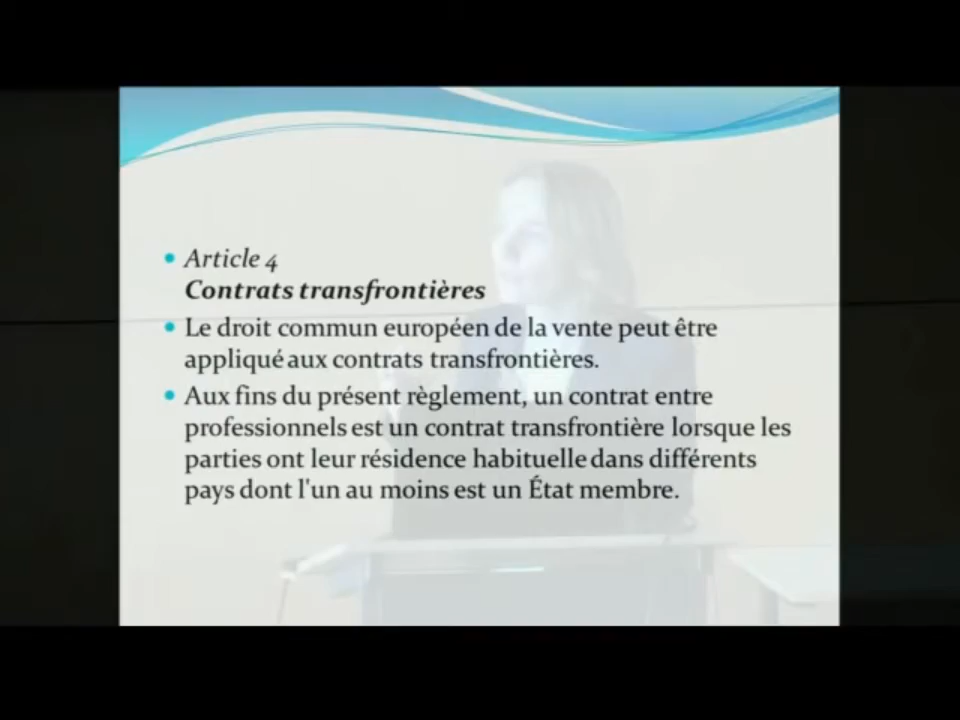 Article 4
Contrats transfrontières
Le droit commun européen de la vente peut être
appliqué aux contrats transfrontières.
Aux fins du présent règlement, un contrat entre
professionnels est un contrat transfrontière lorsque les
parties ont leur résidence habituelle dans différents
pays dont l'un au moins est un État membre.